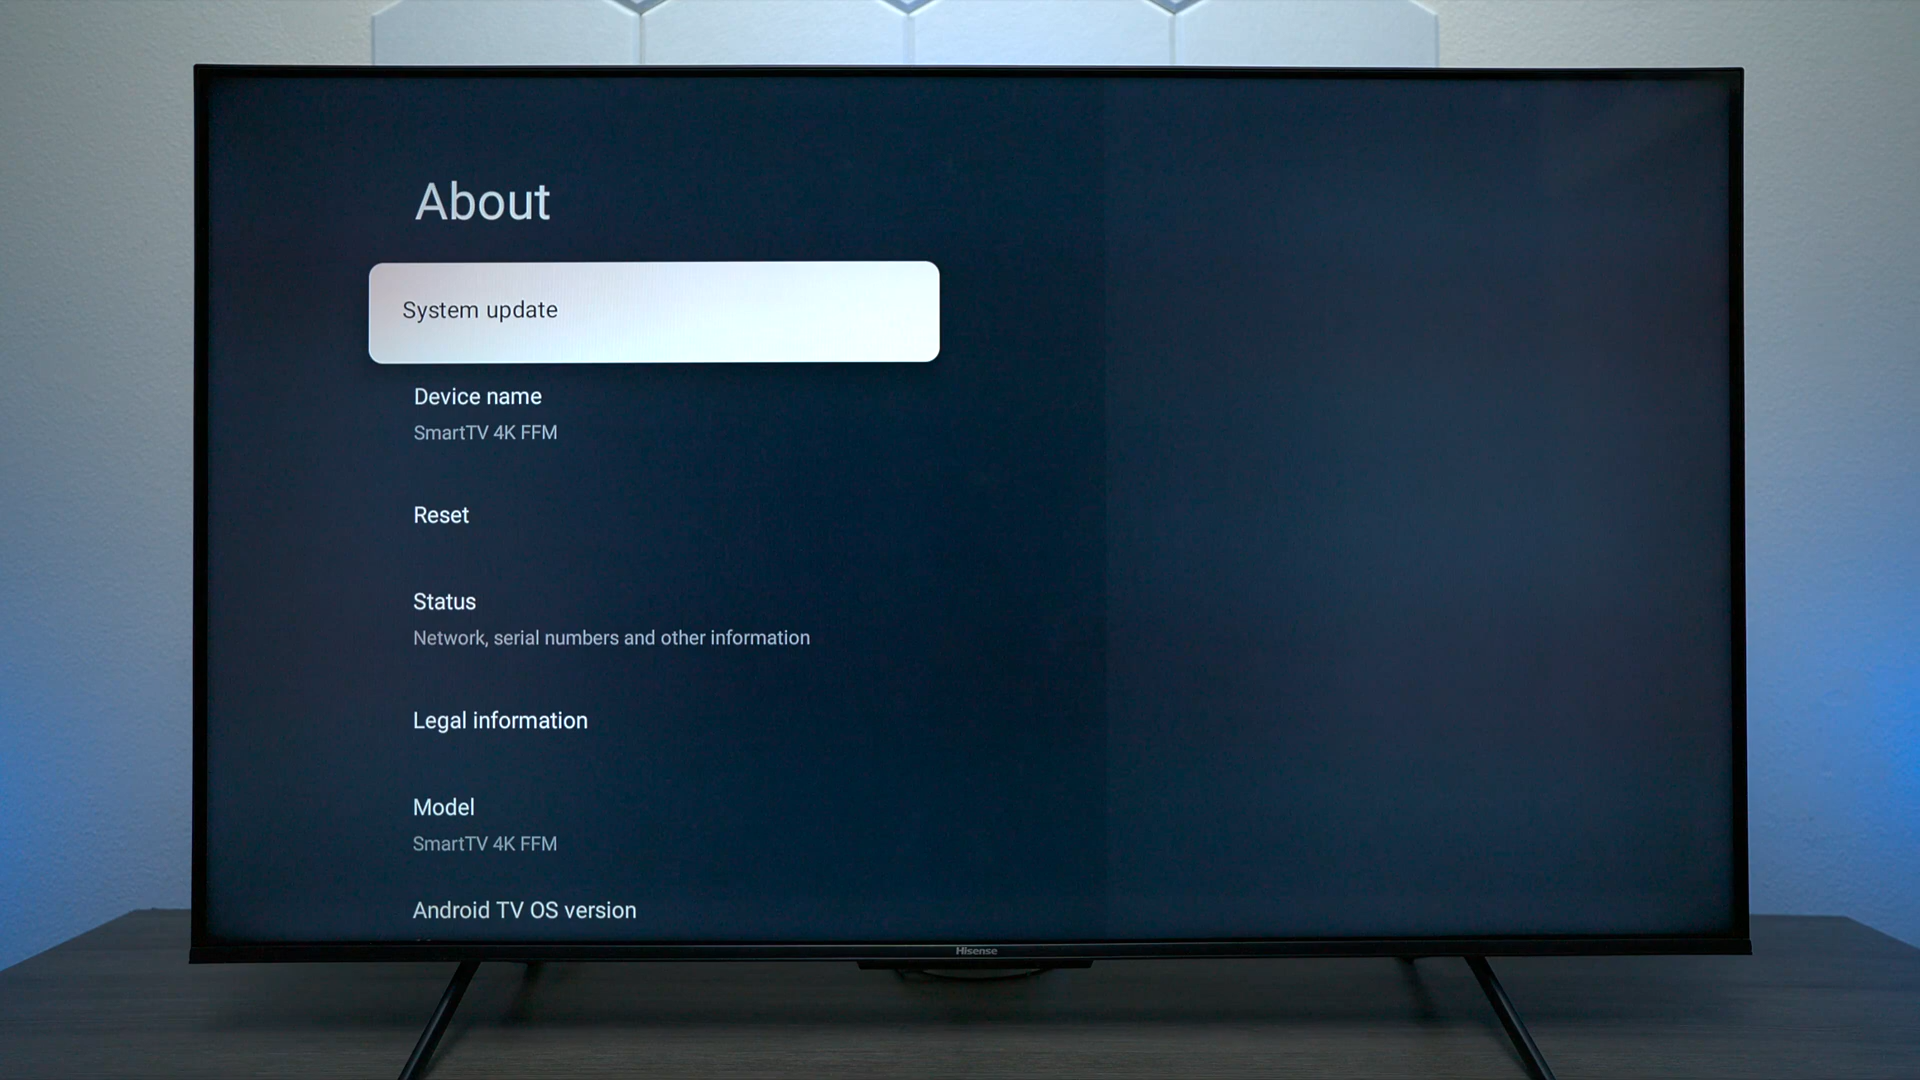 About
System update
Device name
SmartTV 4K FFM
Reset
Status
Network, serial numbers and other information
Legal information
Model
SmartTV 4K FFM
Android TV OS version
Hisense